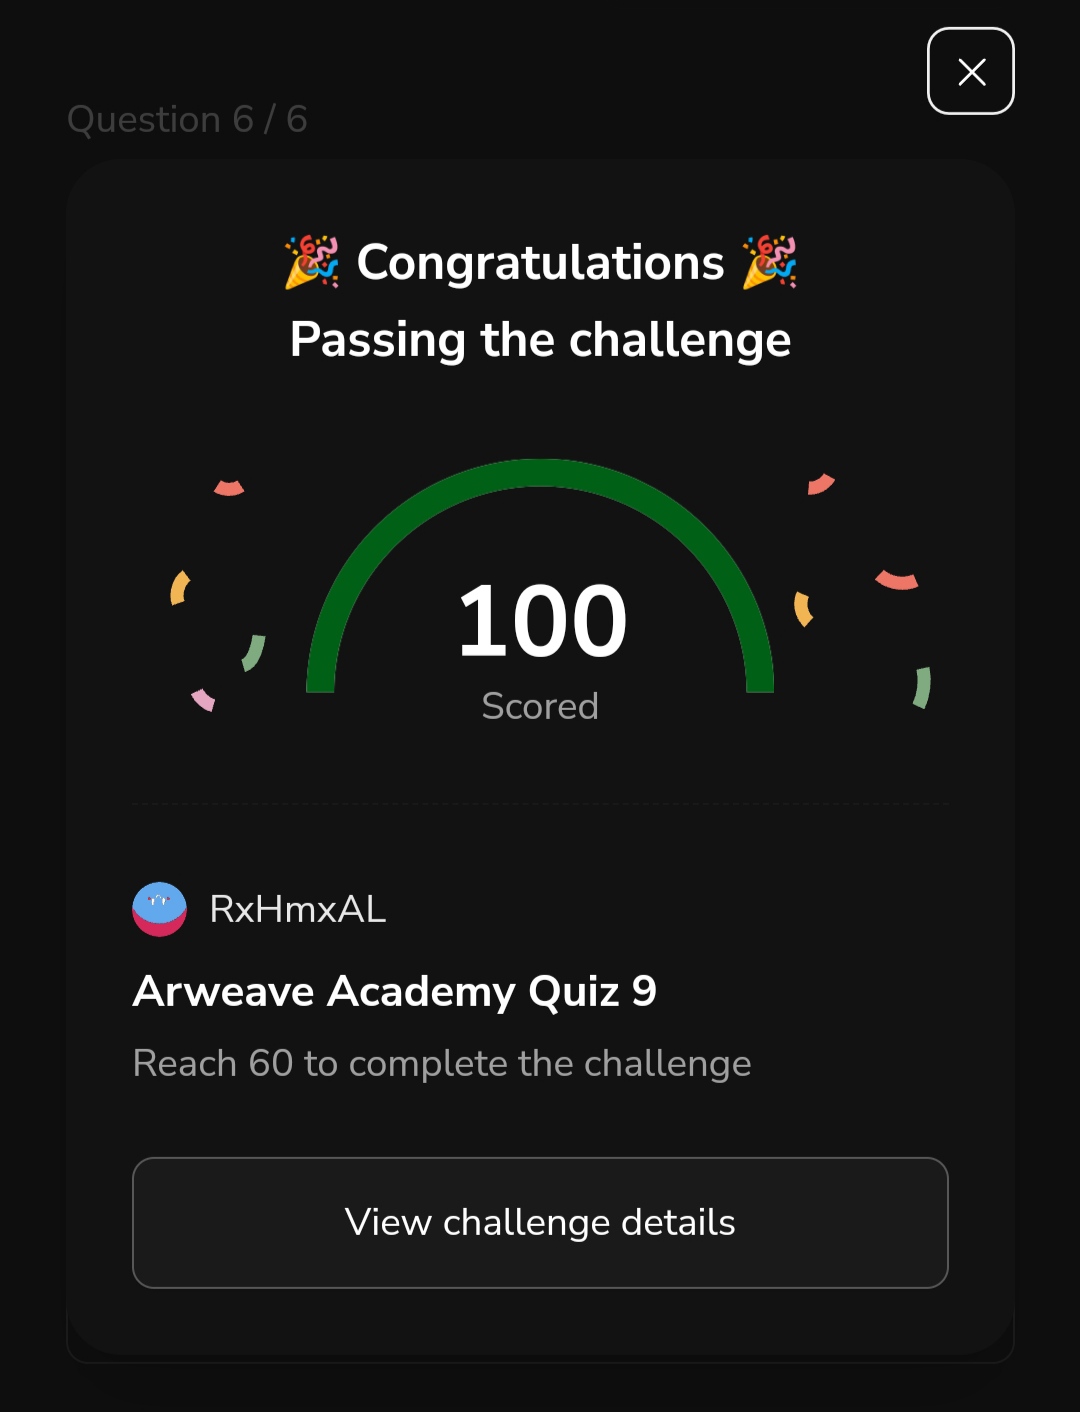 Question 6 / 6
🎉 Congratulations 🎉
Passing the challenge
100
Scored
RxHmxAL
Arweave Academy Quiz 9
Reach 60 to complete the challenge
View challenge details